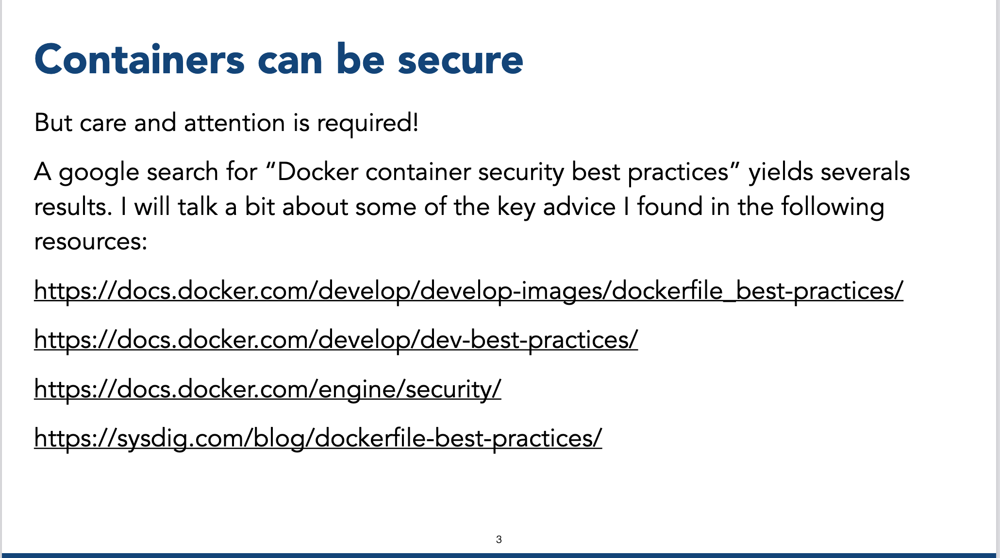 Containers can be secure
But care and attention is required!
A google search for “Docker container security best practices” yields severals
results. I will talk a bit about some of the key advice I found in the following
resources:
https://docs.docker.com/develop/develop-images/dockerfile_best-practices/
https://docs.docker.com/develop/dev-best-practices/
https://docs.docker.com/engine/security/
https://sysdig.com/blog/dockerfile-best-practices/
3